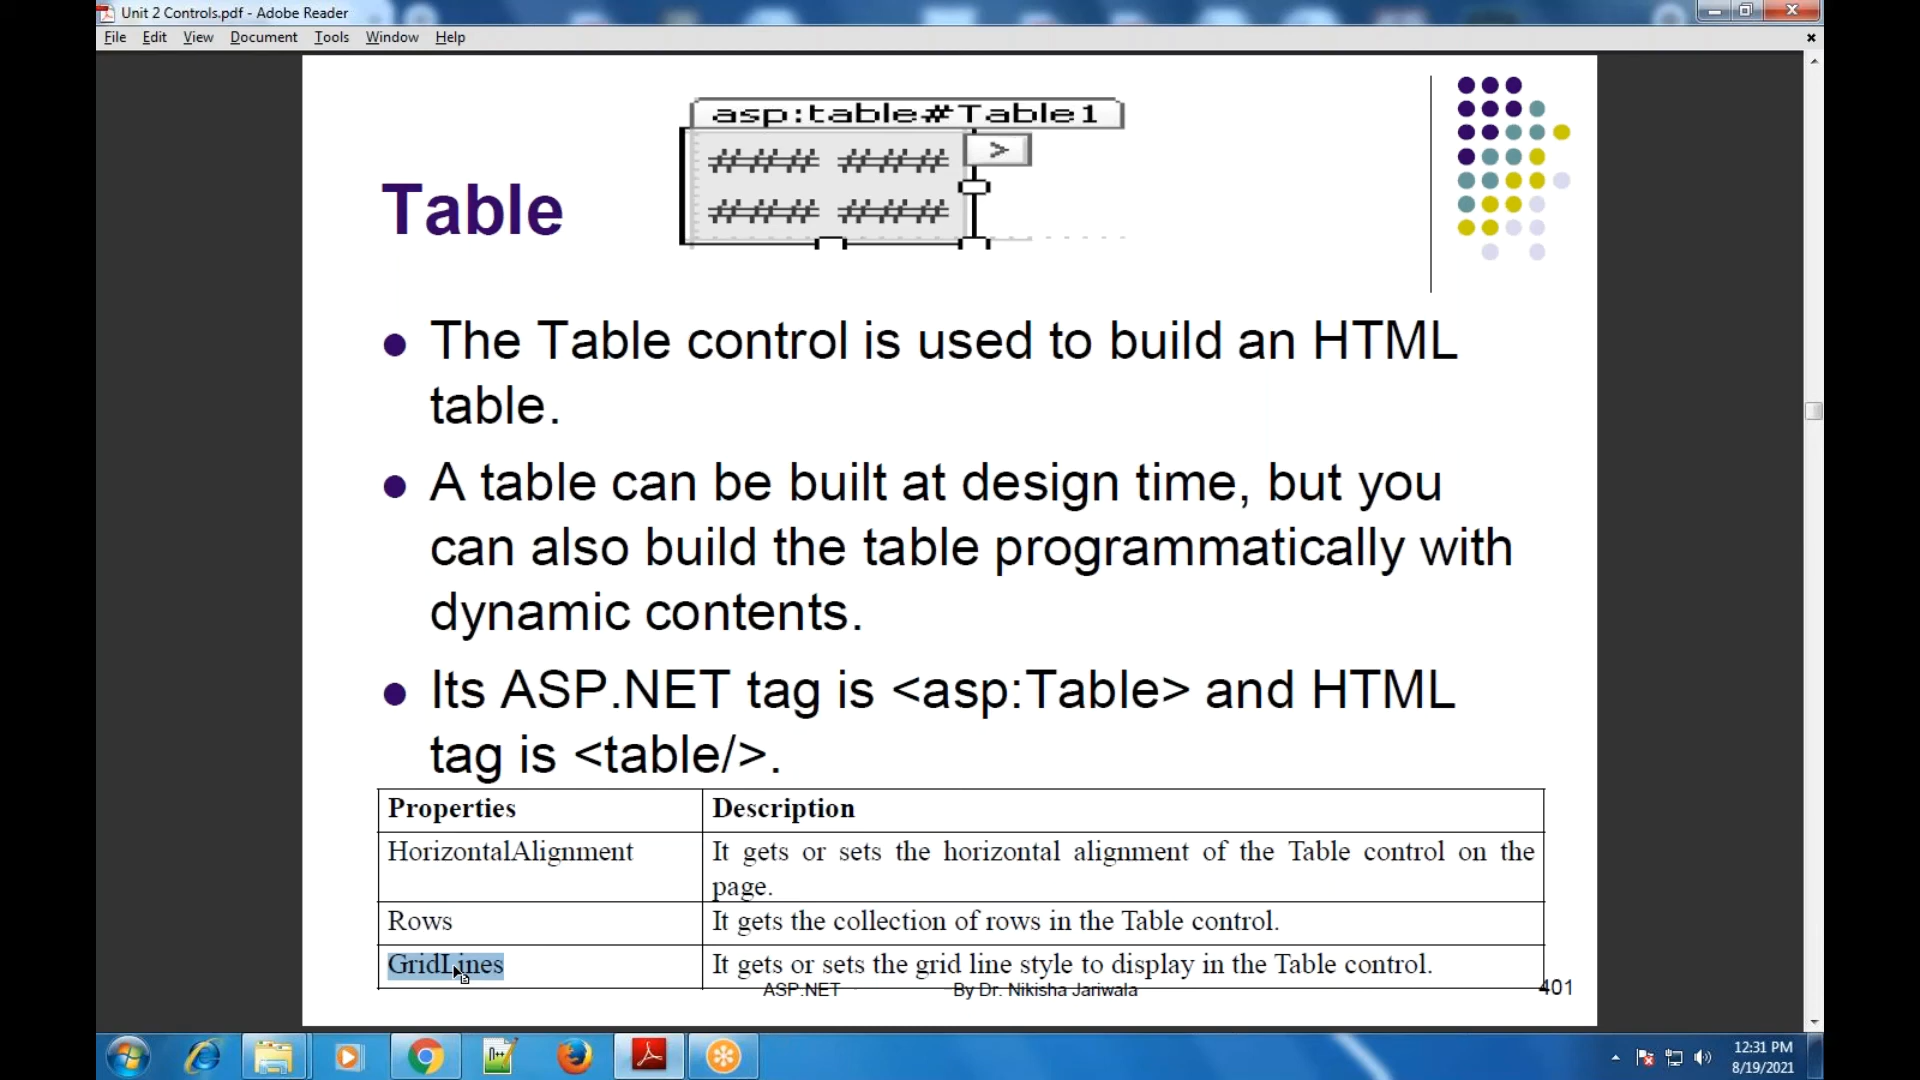 Unit 2 Controls.pdf - Adobe Reader
File Edit View Document Tools Window Help
asp:table#Table1
#### ####
>
#### ####
Table
The Table control is used to build an HTML
table.
A table can be built at design time, but you
can also build the table programmatically with
dynamic contents.
Its ASP.NET tag is <asp:Table> and HTML
tag is <table/>.
Properties Description
HorizontalAlignment It gets or sets the horizontal alignment of the Table control on the
page.
Rows It gets the collection of rows in the Table control.
GridLines It gets or sets the grid line style to display in the Table control.
ASP.NET By Dr. Nikisha Jariwala 401
12:31 PM
8/19/2021